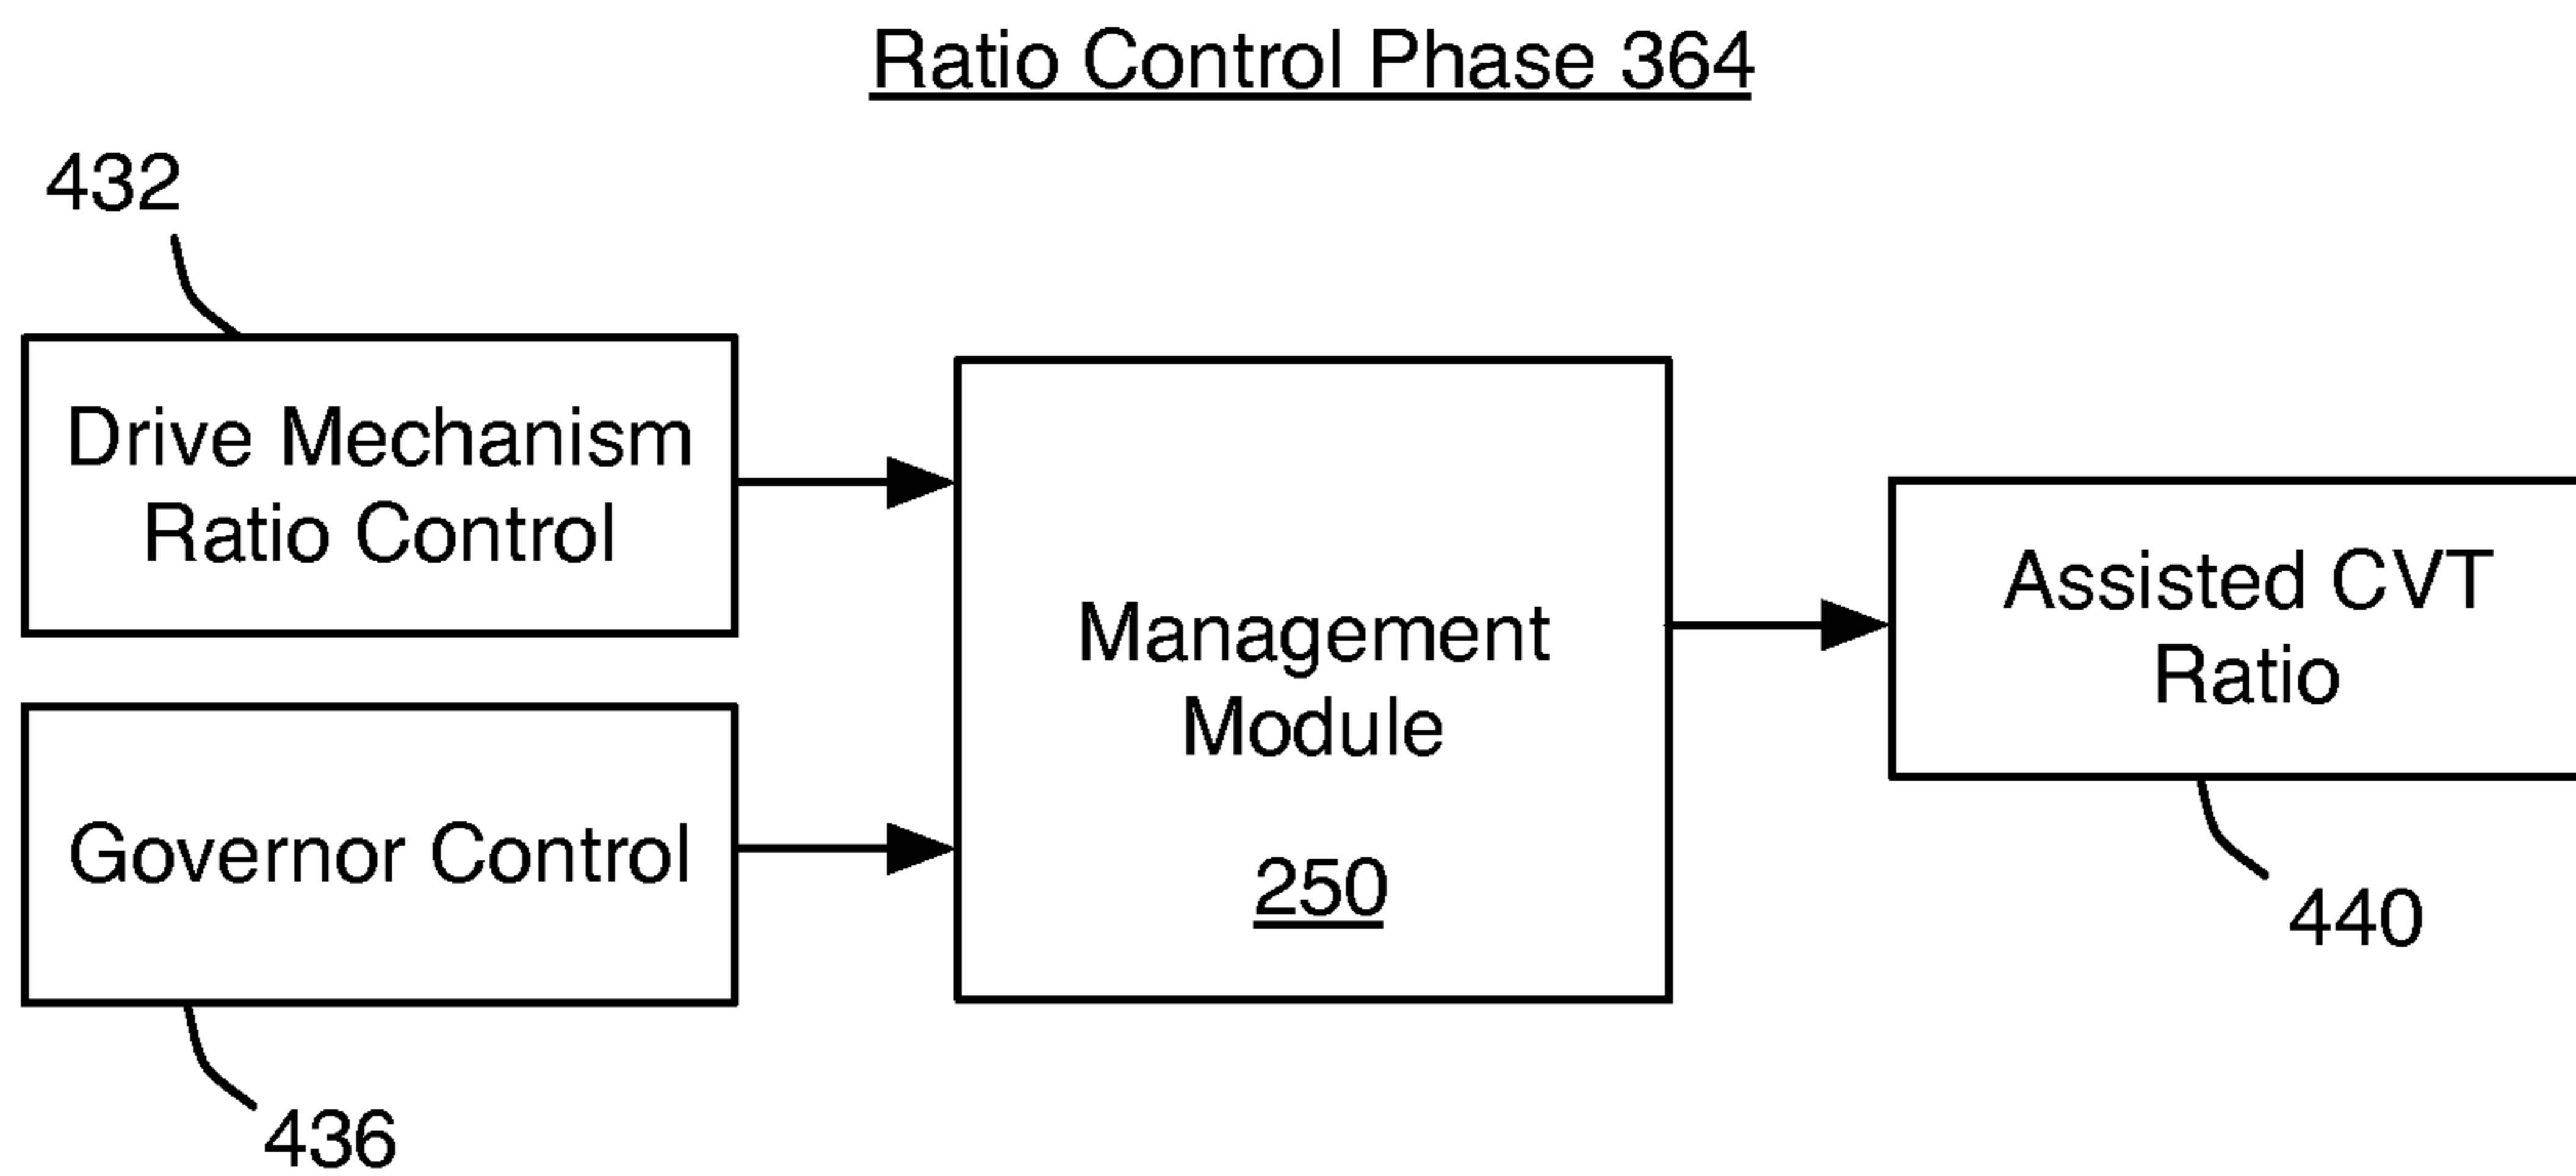 Ratio Control Phase 364
432
Drive Mechanism
Ratio Control
Governor Control
436
Management
Module
250
Assisted CVT
Ratio
440